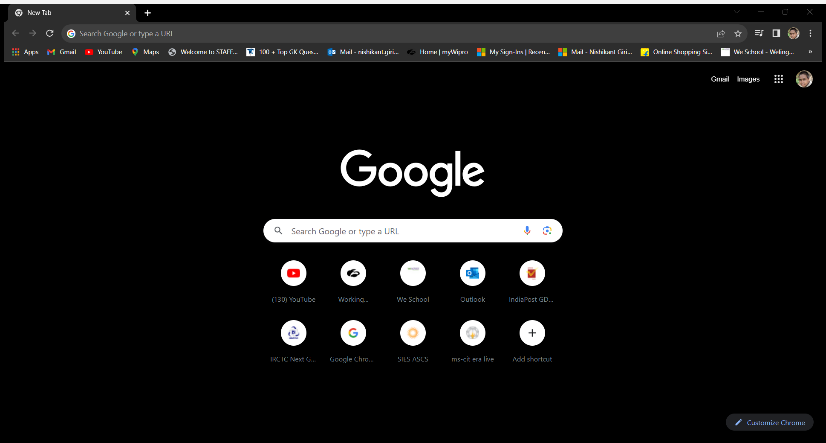 New Tab
Search Google or type a URL
Apps Gmail YouTube Maps Welcome to STAFF... 100 + Top GK Ques... Mail - nishikant.giri... Home | myWipro My Sign-Ins | Recen... Mail - Nishikant Giri... Online Shopping Si... We School - Weling... »
Gmail Images
Google
Search Google or type a URL
(130) YouTube Working... We School Outlook IndiaPost GD...
IRCTC Next G... Google Chro... SIES ASCS ms-cit era live Add shortcut
Customize Chrome